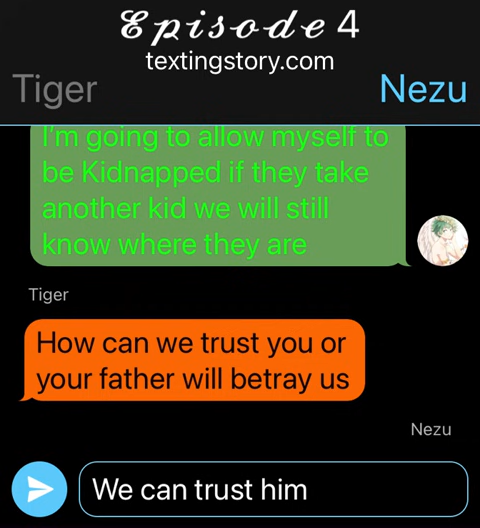 Episode 4
textingstory.com
Tiger Nezu
I'm going to allow myself to
be Kidnapped if they take
another kid we will still
know where they are
Tiger
How can we trust you or
your father will betray us
Nezu
We can trust him